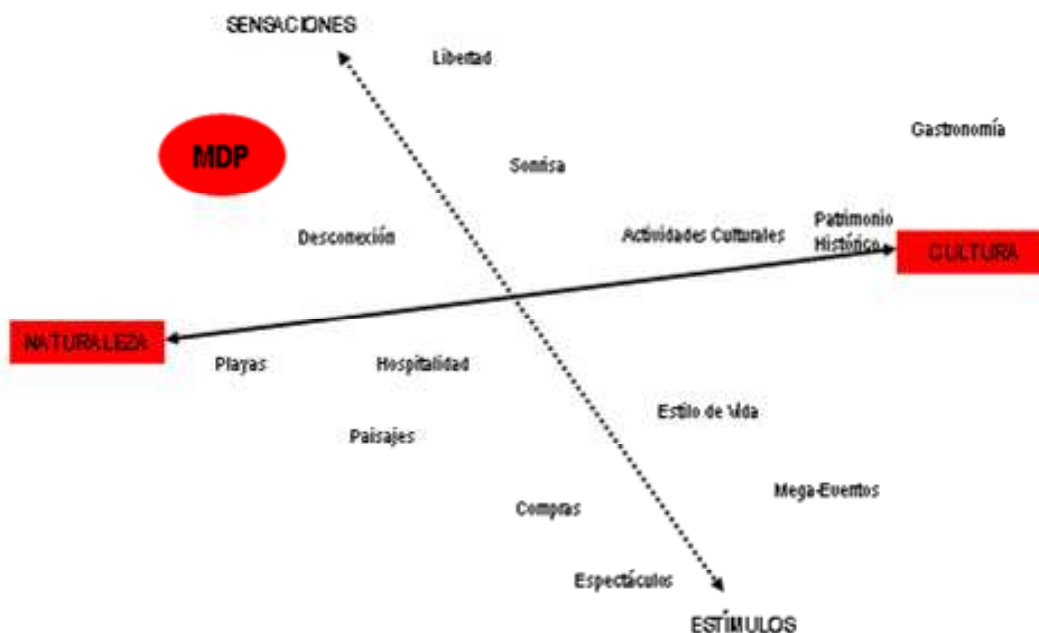 SENSACIONES
Libertad
Gastronomía
MDP
Sonrisa
Desconexión
Actividades Culturales
Patrimonio
Histórico
CULTURA
NATURALEZA
Playas
Hospitalidad
Estilo de Vida
Paisajes
Mega-Eventos
Compras
Espectáculos
ESTÍMULOS